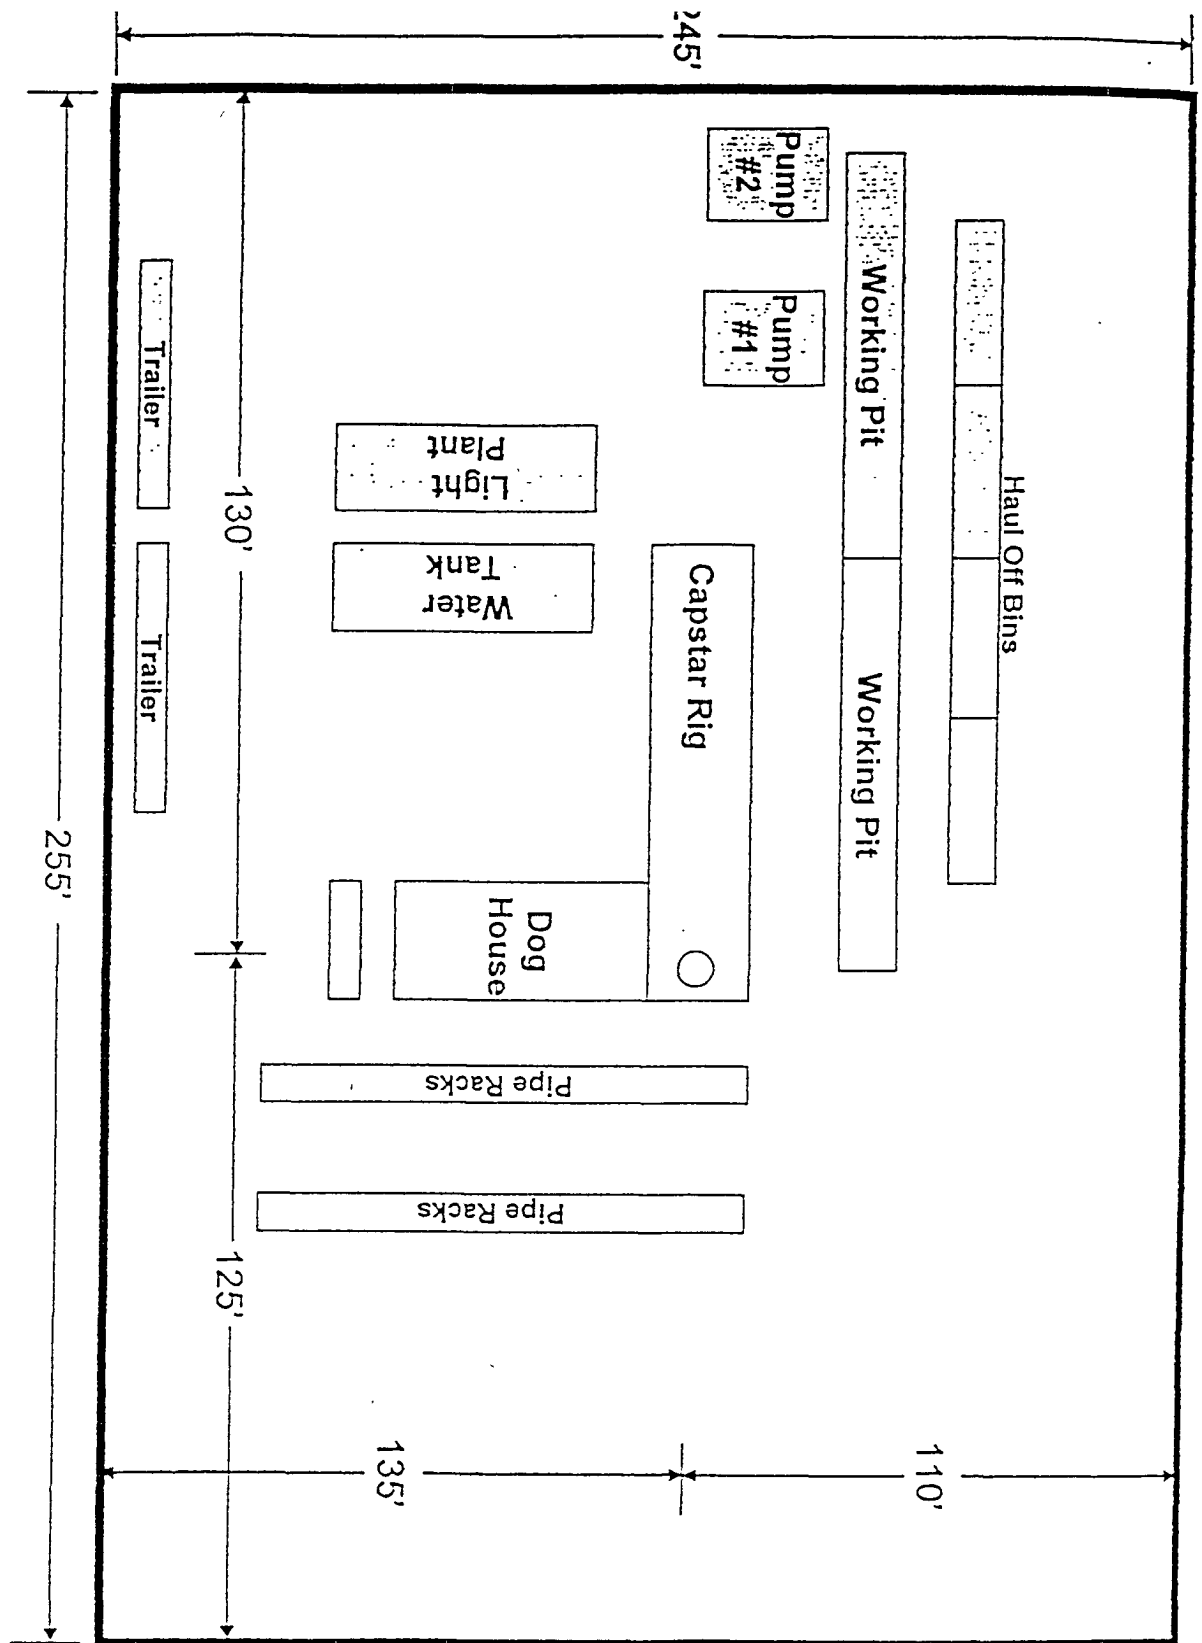 245'
Pump
#2
Pump
#1
Working Pit
Working Pit
Haul Off Bins
Trailer
Trailer
130'
255'
Light
Plant
Water
Tank
Capstar Rig
Dog
House
Pipe Racks
Pipe Racks
125'
135'
110'